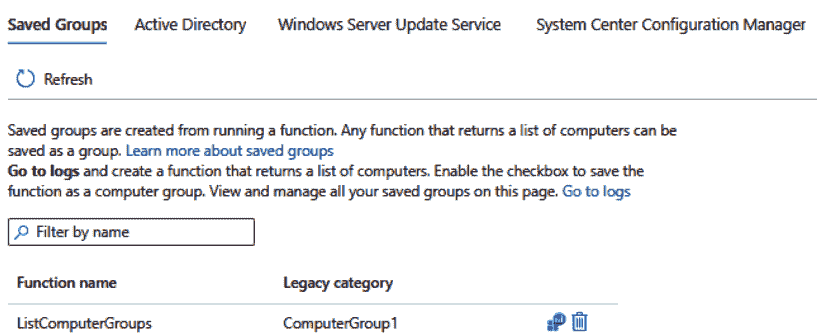 Saved Groups Active Directory Windows Server Update Service System Center Configuration Manager
Refresh
Saved groups are created from running a function. Any function that returns a list of computers can be
saved as a group. Learn more about saved groups
Go to logs and create a function that returns a list of computers. Enable the checkbox to save the
function as a computer group. View and manage all your saved groups on this page. Go to logs
Filter by name
Function name Legacy category
ListComputerGroups ComputerGroup1